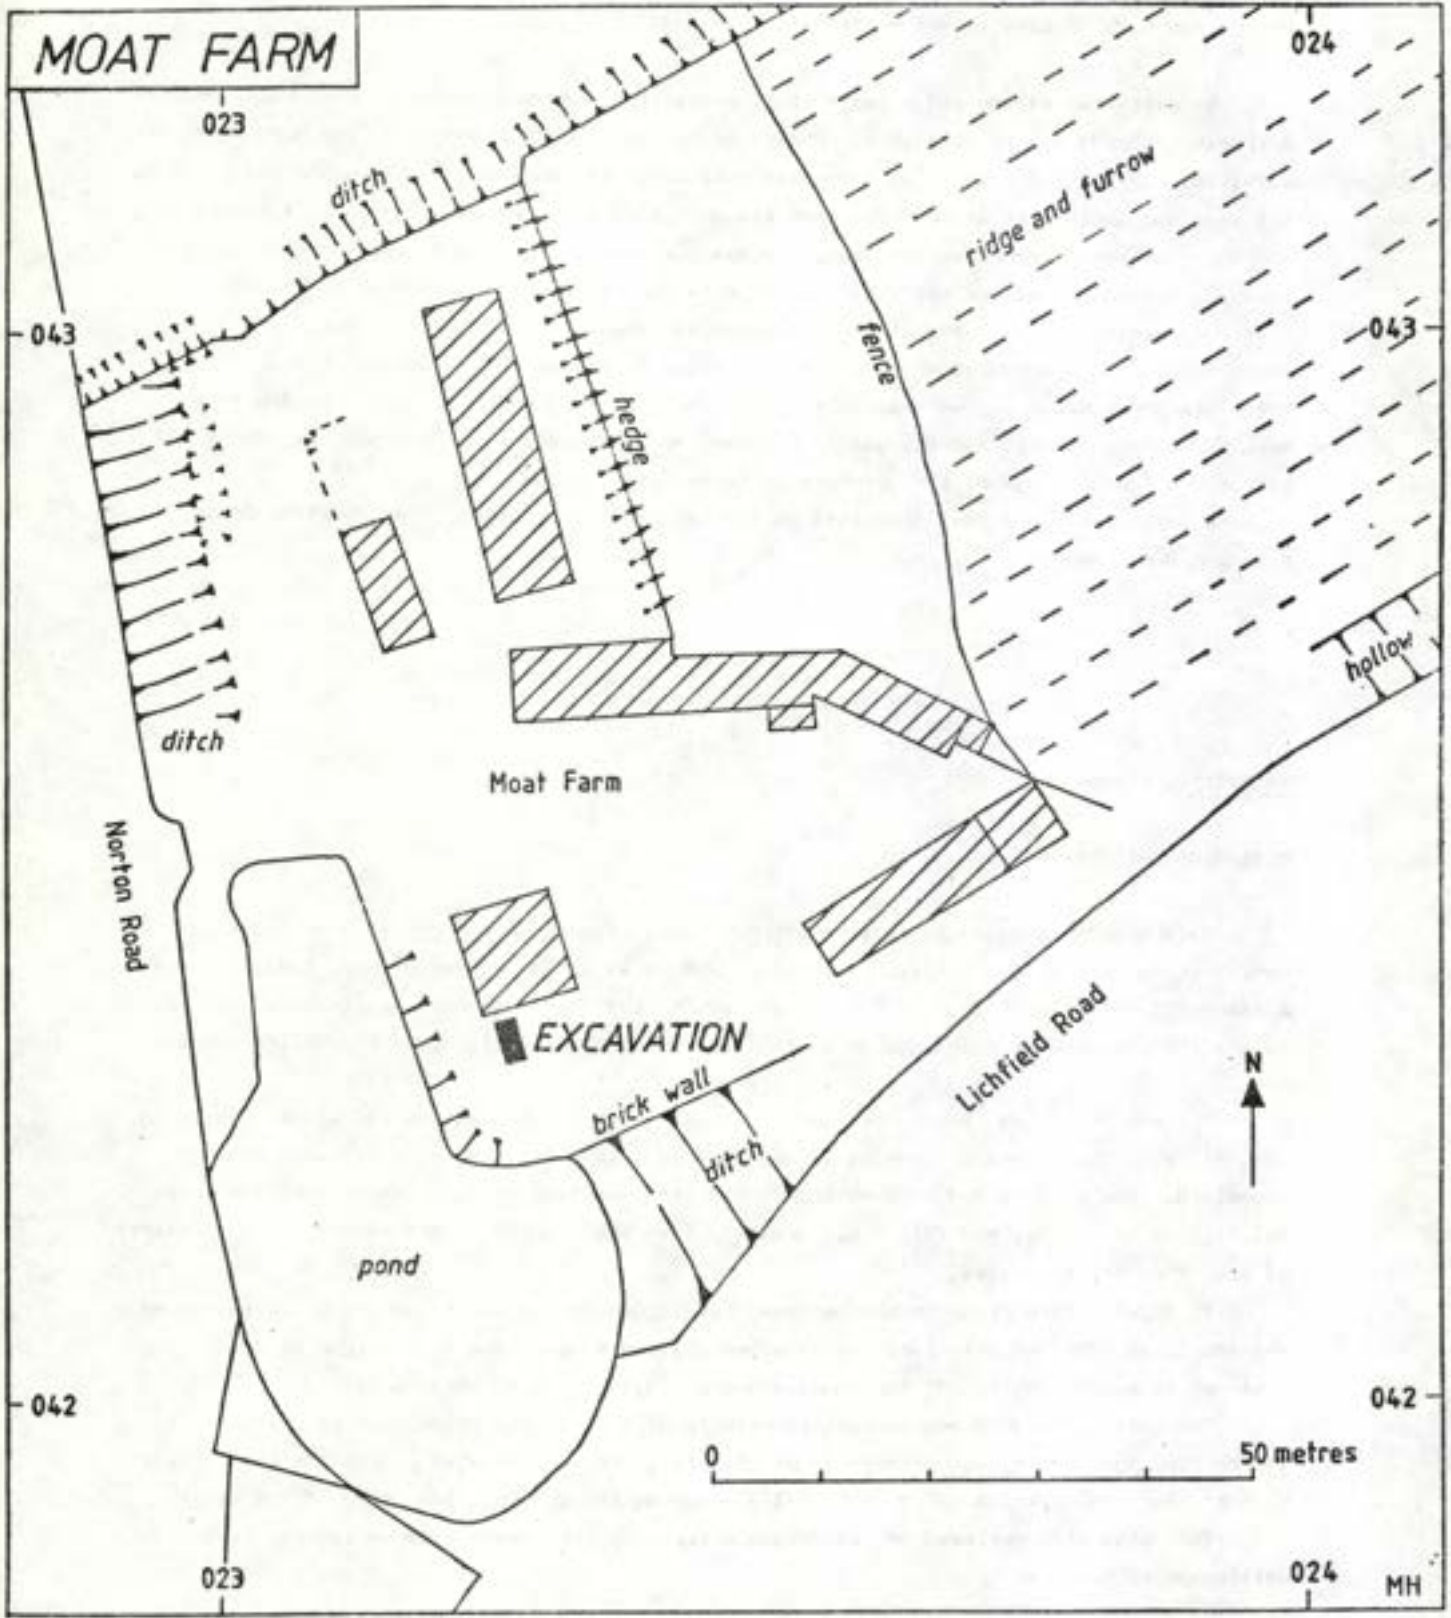 MOAT FARM
023
024
ditch
ridge and furrow
043
043
fence
hedge
hollow
ditch
Moat Farm
Norton Road
EXCAVATION
Lichfield Road
brick wall
N
ditch
pond
042
042
0
50 metres
023
024
MH